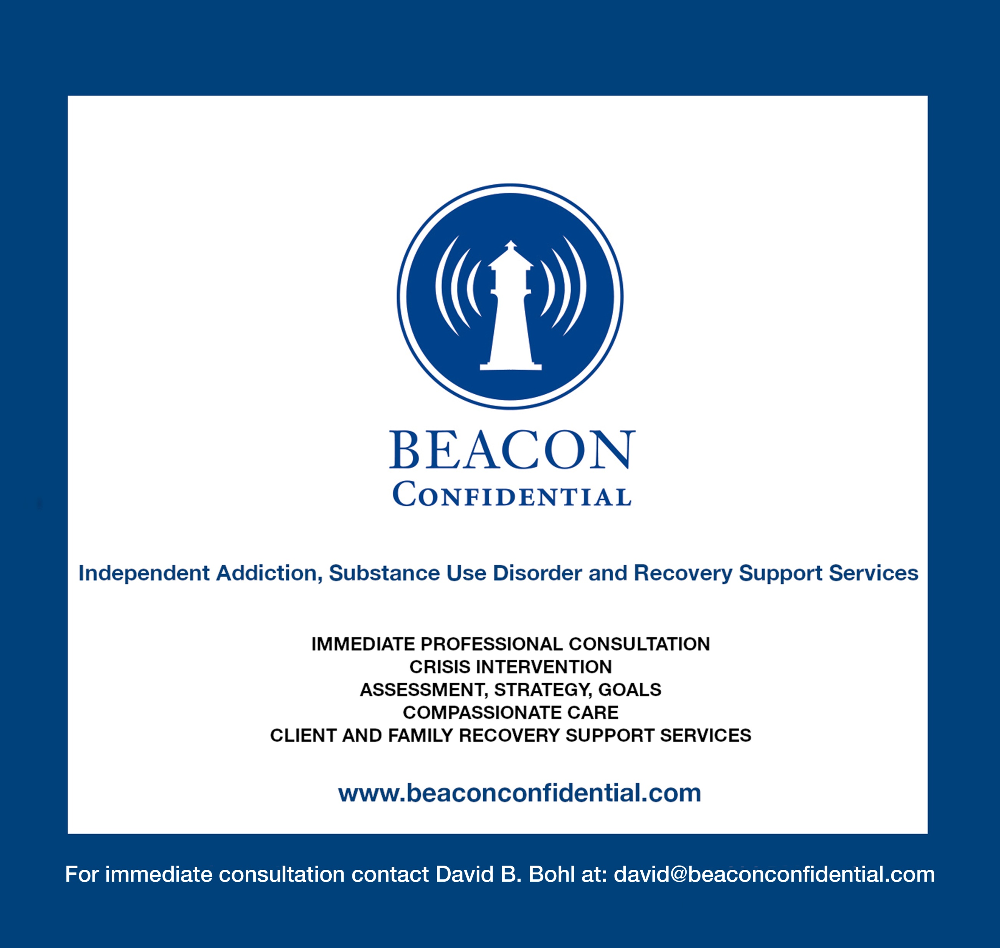 BEACON
CONFIDENTIAL
Independent Addiction, Substance Use Disorder and Recovery Support Services
IMMEDIATE PROFESSIONAL CONSULTATION
CRISIS INTERVENTION
ASSESSMENT, STRATEGY, GOALS
COMPASSIONATE CARE
CLIENT AND FAMILY RECOVERY SUPPORT SERVICES
www.beaconconfidential.com
For immediate consultation contact David B. Bohl at: david@beaconconfidential.com